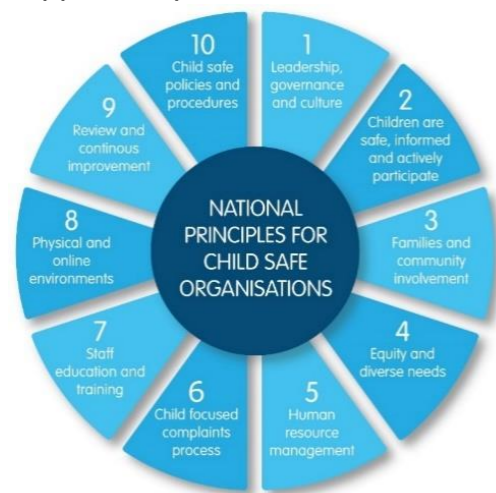 NATIONAL
PRINCIPLES FOR
CHILD SAFE
ORGANISATIONS
1
Leadership,
governance
and culture
2
Children are
safe, informed
and actively
participate
3
Families and
community
involvement
4
Equity and
diverse needs
5
Human
resource
management
6
Child focused
complaints
process
7
Staff
education and
training
8
Physical and
online
environments
9
Review and
continous
improvement
10
Child safe
policies and
procedures